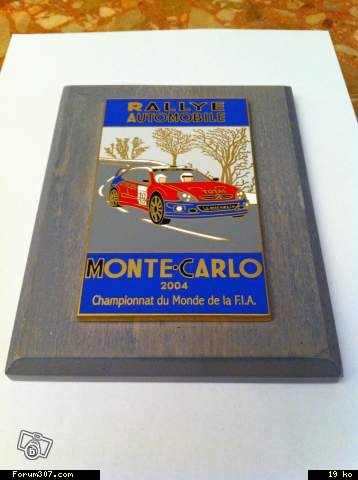 RALLYE
AUTOMOBILE
TOTAL
MONTE-CARLO
2004
Championnat du Monde de la F.I.A.
Forum307.com
19 ko